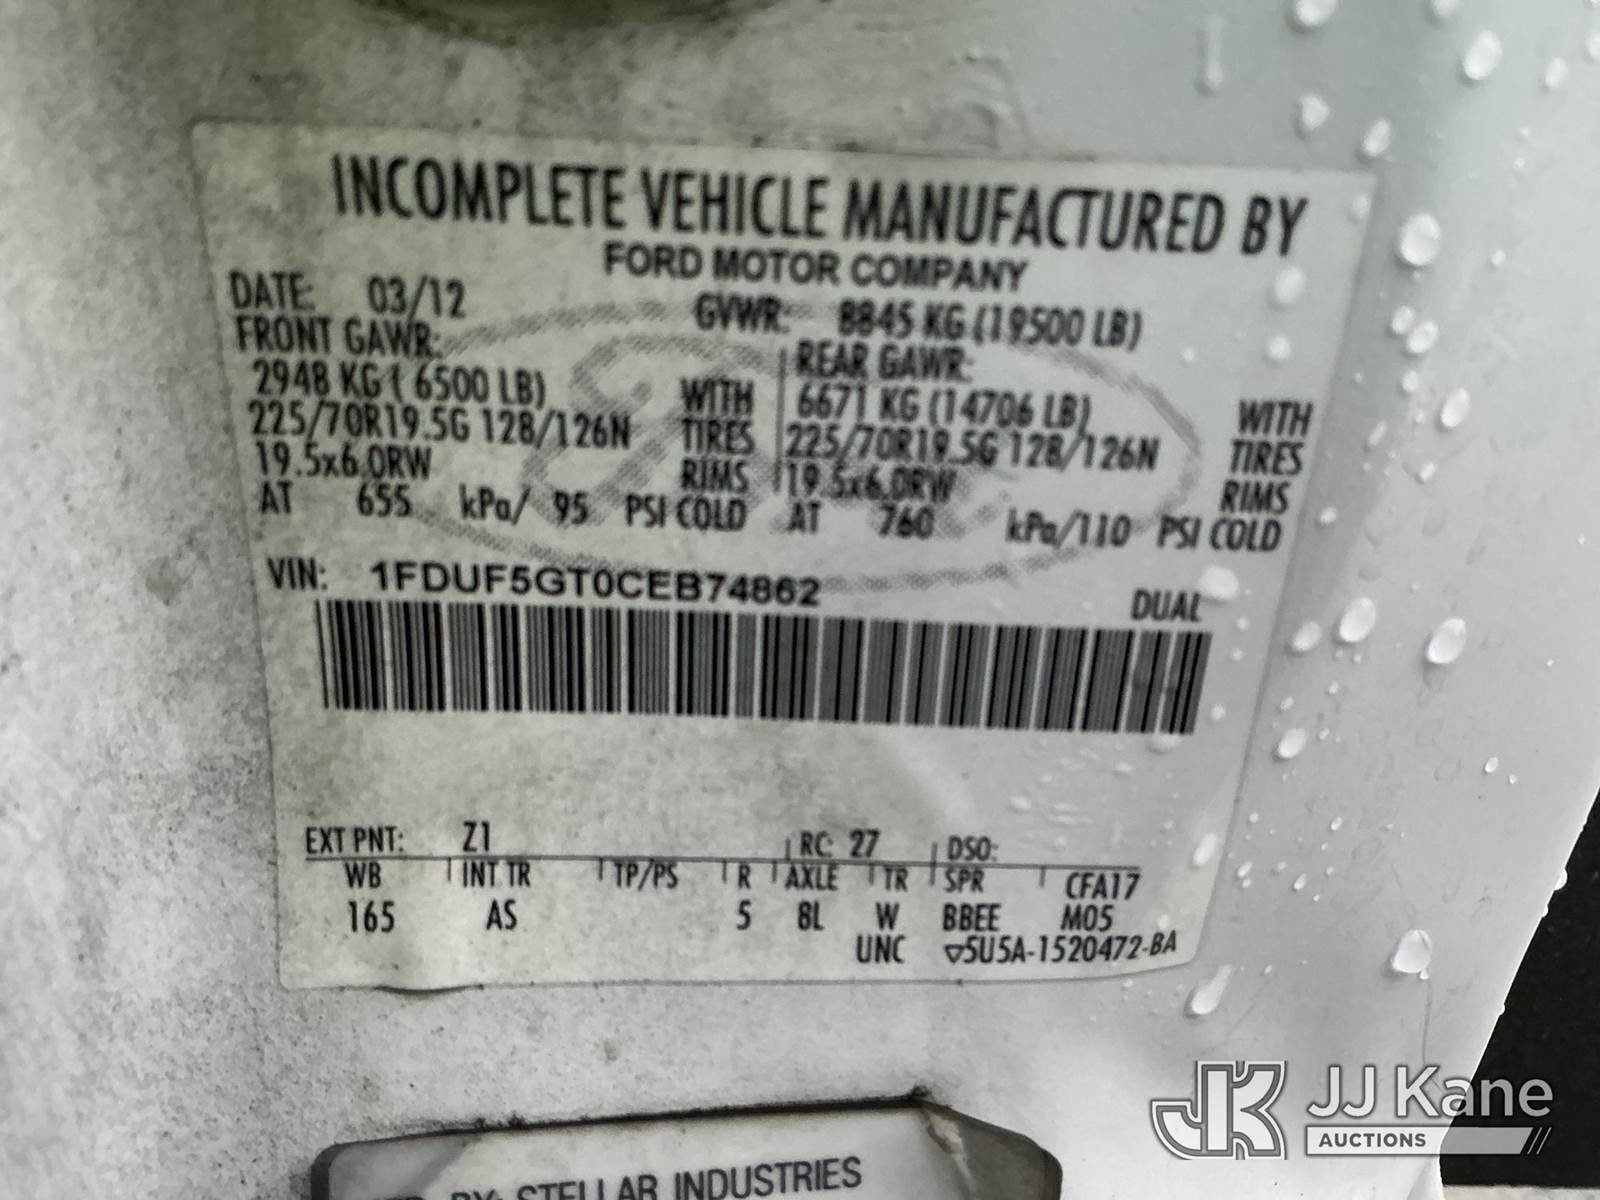 INCOMPLETE VEHICLE MANUFACTURED BY
FORD MOTOR COMPANY
DATE: 03/12 GVWR: 8845 KG (19500 LB)
FRONT GAWR: REAR GAWR:
2948 KG ( 6500 LB) WITH 6671 KG (14706 LB) WITH
225/70R19.5G 128/126N TIRES 225/70R19.5G 128/126N TIRES
19.5x6.0RW RIMS 19.5x6.0RW RIMS
AT 655 kPa/ 95 PSI COLD AT 760 kPa/110 PSI COLD
VIN: 1FDUF5GT0CEB74862 DUAL
EXT PNT: Z1 RC: 27 DSO:
WB INT TR TP/PS R AXLE TR SPR CFA17
165 AS 5 8L W BBEE M05
UNC ▽5U5A-1520472-BA
BY: STELLAR INDUSTRIES
JK JJ Kane
AUCTIONS